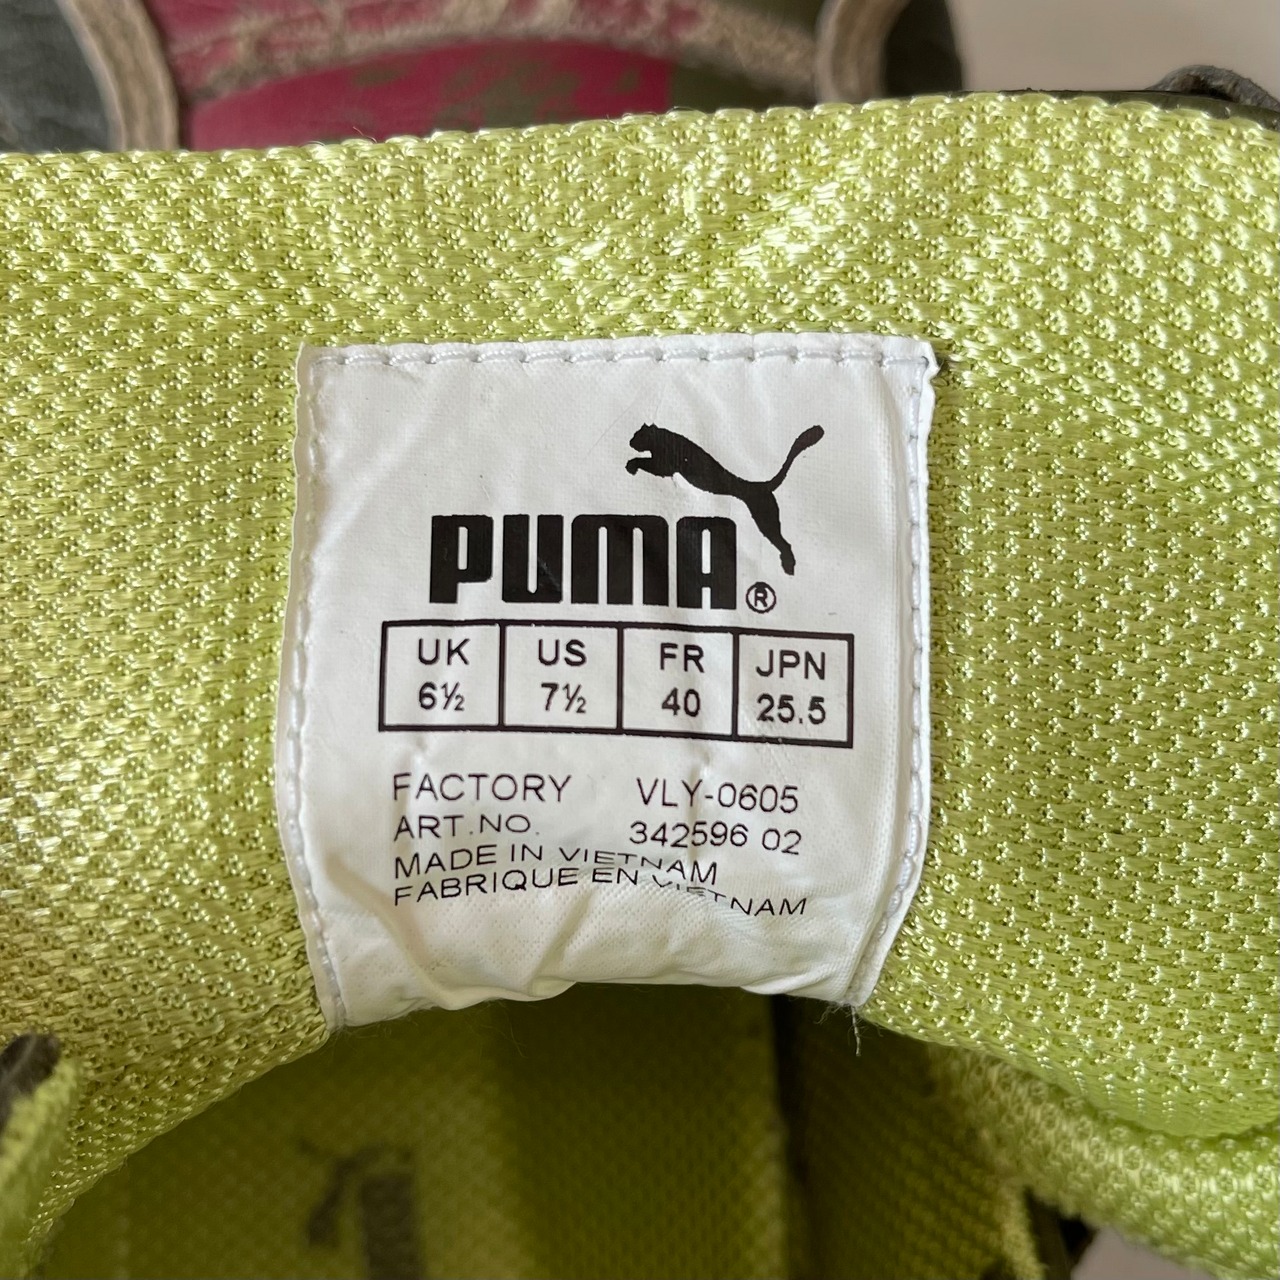 PUMA®
UK US FR JPN
6½ 7½ 40 25.5
FACTORY VLY-0605
ART.NO. 342596 02
MADE IN VIETNAM
FABRIQUE EN VIETNAM